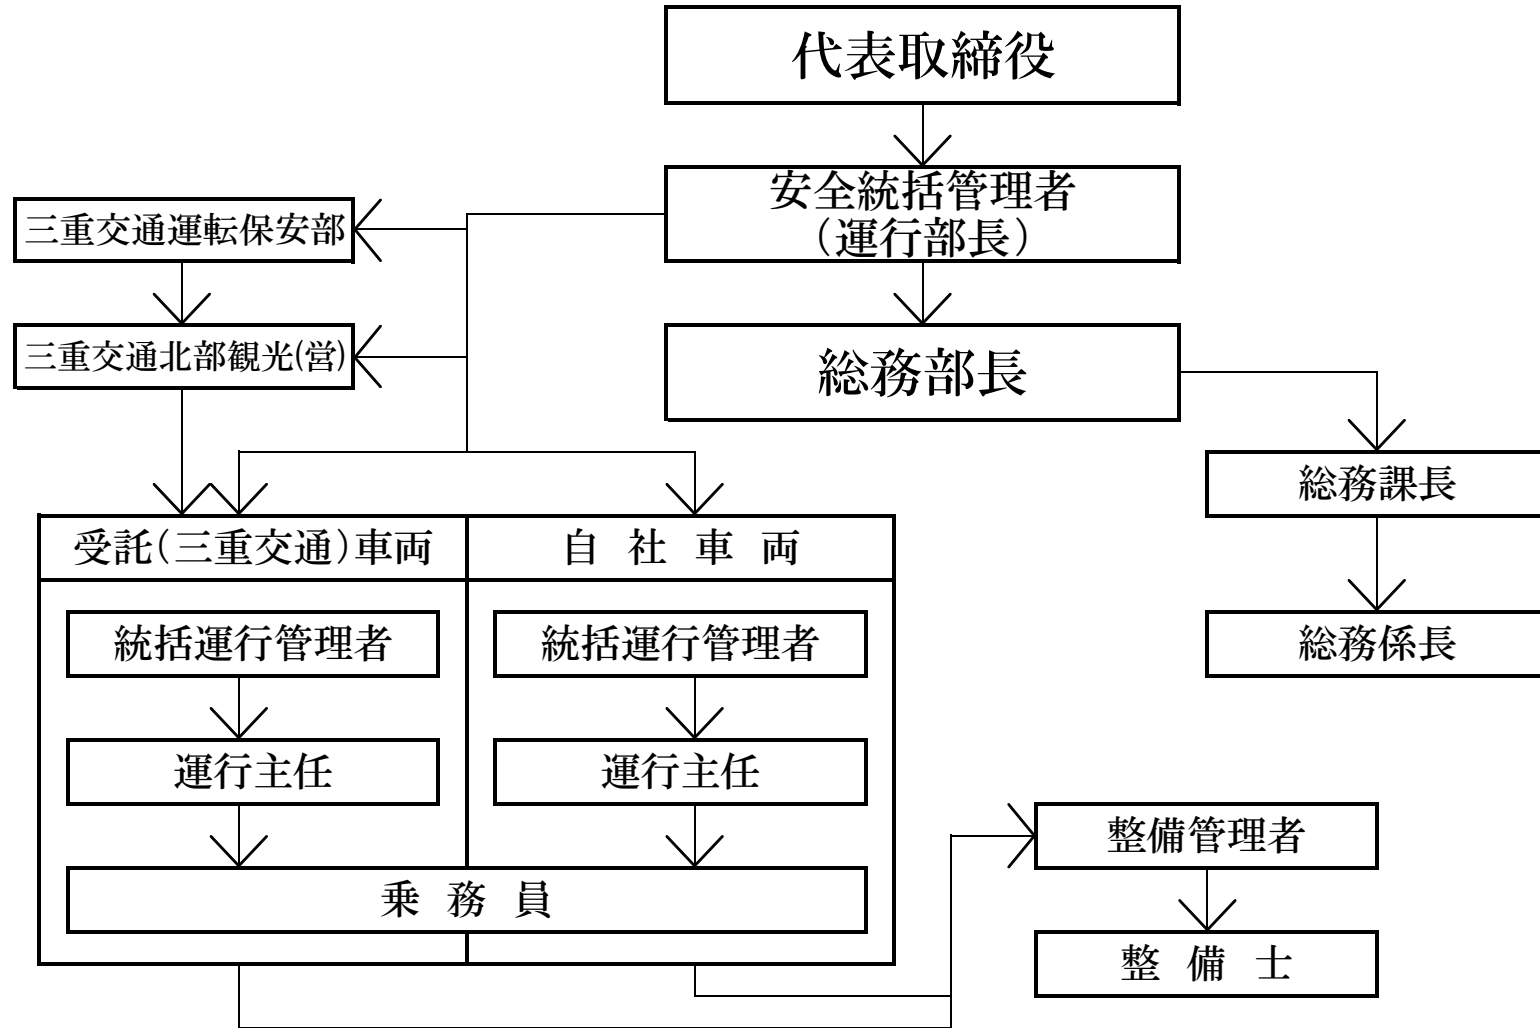 代表取締役
安全統括管理者
（運行部長）
三重交通運転保安部
三重交通北部観光(営)
総務部長
総務課長
総務係長
受託(三重交通)車両
自 社 車 両
統括運行管理者
統括運行管理者
運行主任
運行主任
乗 務 員
整備管理者
整 備 士